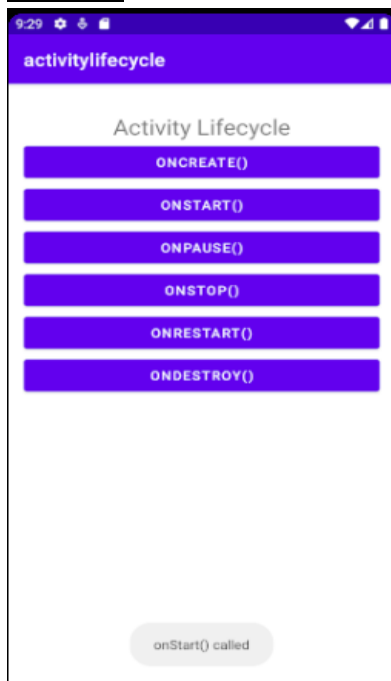 9:29
activitylifecycle
Activity Lifecycle
ONCREATE()
ONSTART()
ONPAUSE()
ONSTOP()
ONRESTART()
ONDESTROY()
onStart() called